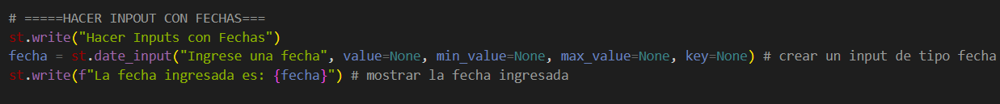 # =====HACER INPOUT CON FECHAS===
st.write("Hacer Inputs con Fechas")
fecha = st.date_input("Ingrese una fecha", value=None, min_value=None, max_value=None, key=None) # crear un input de tipo fecha
st.write(f"La fecha ingresada es: {fecha}") # mostrar la fecha ingresada